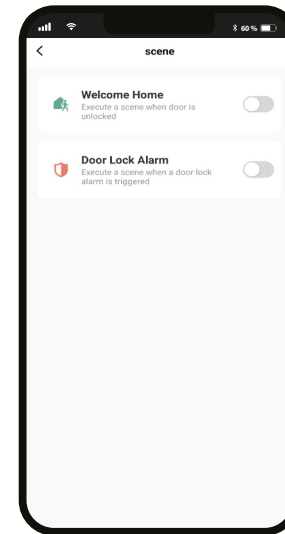 60 %
scene
Welcome Home
Execute a scene when door is
unlocked
Door Lock Alarm
Execute a scene when a door lock
alarm is triggered